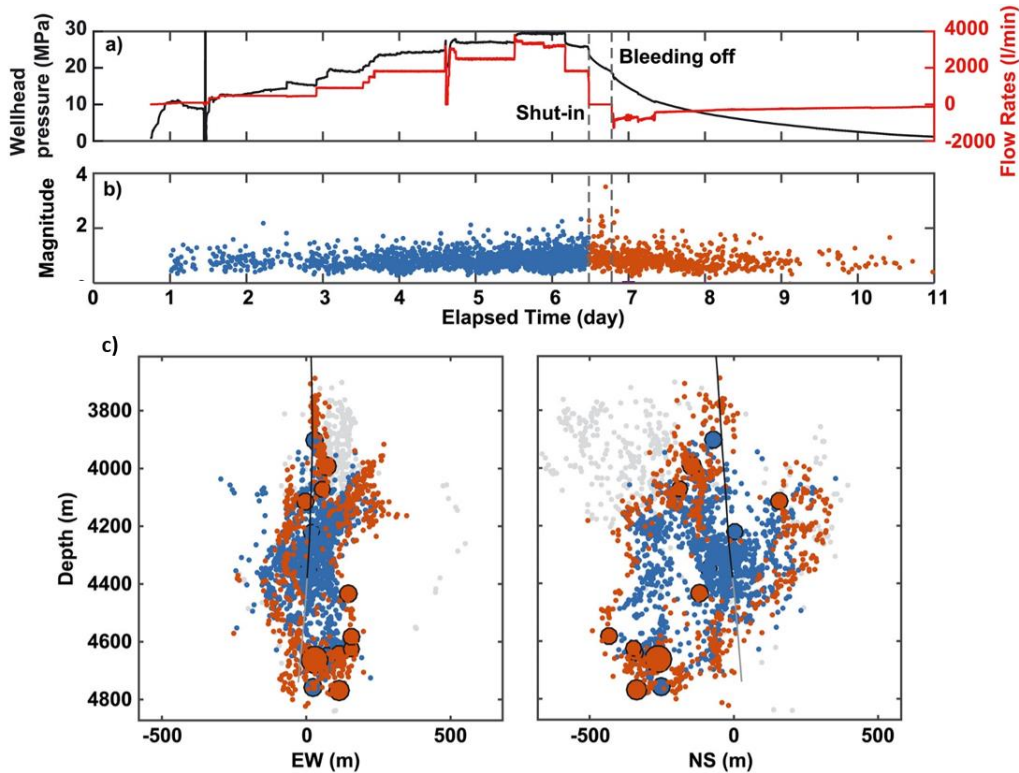 a)
Wellhead
pressure (MPa)
30
20
10
0
Bleeding off
Shut-in
4000
2000
0
-2000
Flow Rates (l/min)
b)
Magnitude
4
2
0 1 2 3 4 5 6 7 8 9 10 11
Elapsed Time (day)
c)
Depth (m)
3800
4000
4200
4400
4600
4800
-500 0 500
EW (m)
-500 0 500
NS (m)